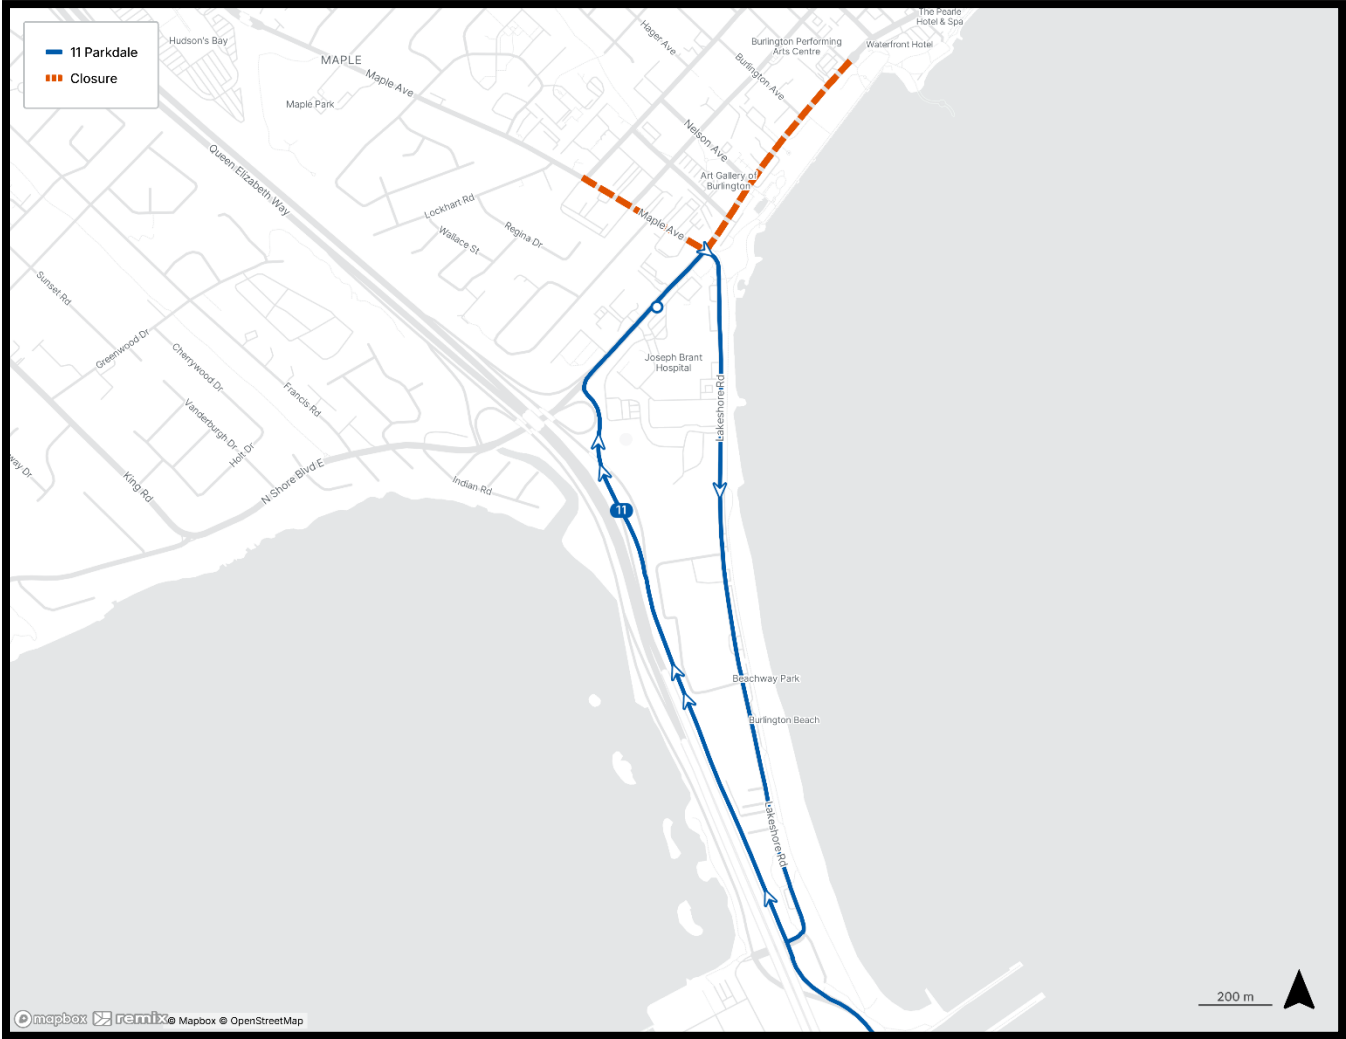 11 Parkdale
Closure
Hudson's Bay
MAPLE
Maple Ave
Maple Park
Hager Ave
The Pearle
Hotel & Spa
Burlington Performing
Arts Centre
Waterfront Hotel
Burlington Ave
Nelson Ave
Art Gallery of
Burlington
Queen Elizabeth Way
Lockhart Rd
Wallace St
Regina Dr
Maple Ave
Sunset Rd
Greenwood Dr
Cherrywood Dr
Francis Rd
Vanderburgh Dr
Holt Dr
way Dr
King Rd
N Shore Blvd E
Indian Rd
Joseph Brant
Hospital
Lakeshore Rd
11
Beachway Park
Burlington Beach
Lakeshore Rd
200 m
mapbox remix © Mapbox © OpenStreetMap